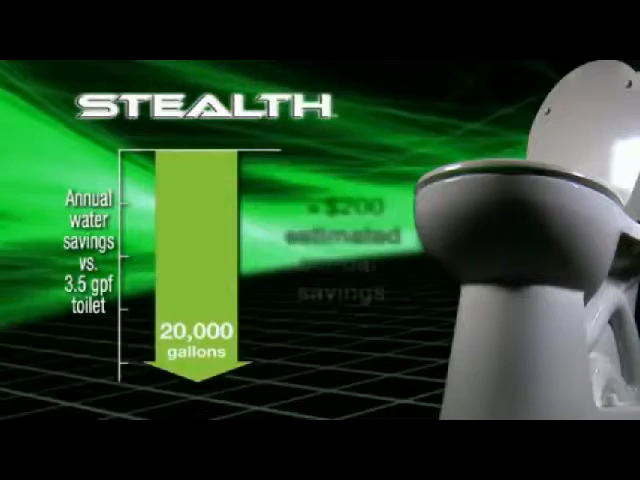 STEALTH
Annual
water
savings
vs.
3.5 gpf
toilet
20,000
gallons
= $200
estimated
savings